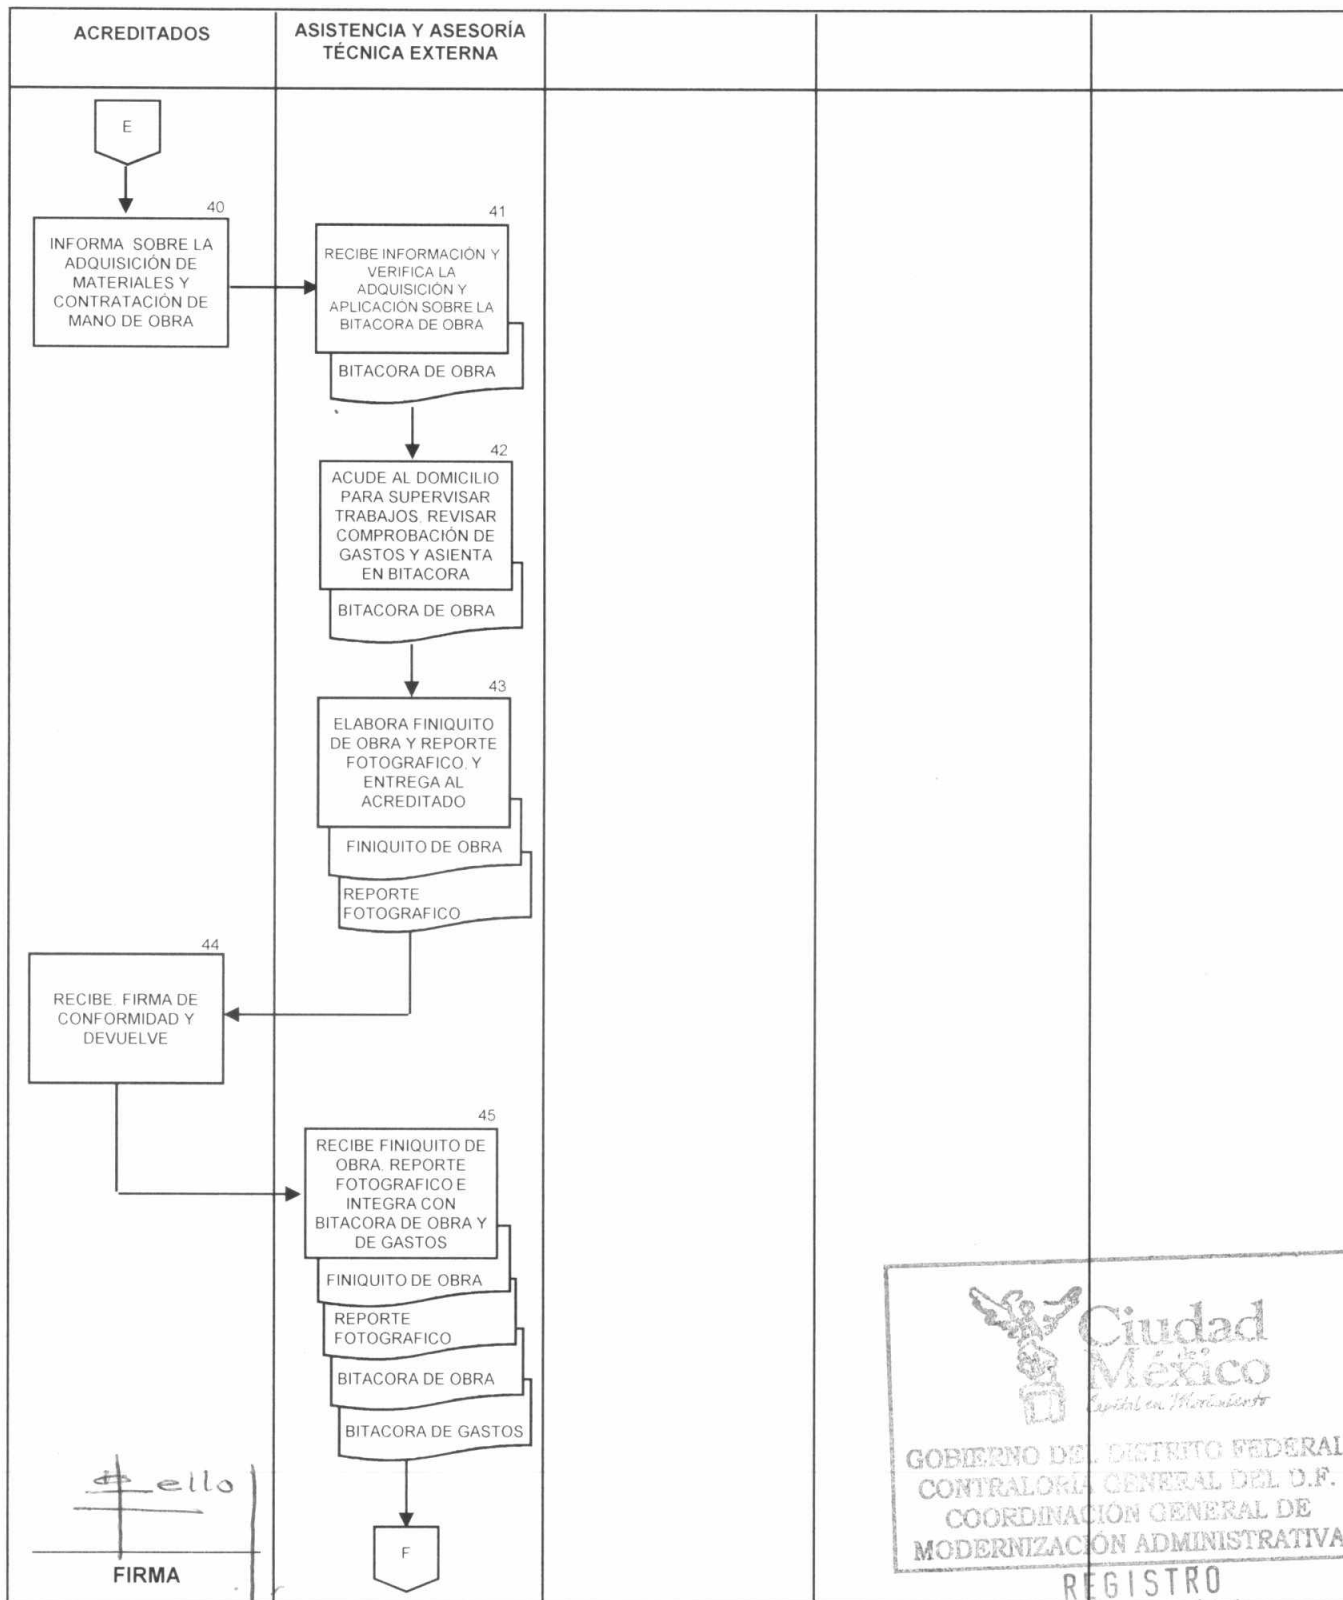 ACREDITADOS
ASISTENCIA Y ASESORÍA
TÉCNICA EXTERNA
E
40
INFORMA SOBRE LA
ADQUISICIÓN DE
MATERIALES Y
CONTRATACIÓN DE
MANO DE OBRA
41
RECIBE INFORMACIÓN Y
VERIFICA LA
ADQUISICIÓN Y
APLICACIÓN SOBRE LA
BITACORA DE OBRA
BITACORA DE OBRA
42
ACUDE AL DOMICILIO
PARA SUPERVISAR
TRABAJOS. REVISAR
COMPROBACIÓN DE
GASTOS Y ASIENTA
EN BITACORA
BITACORA DE OBRA
43
ELABORA FINIQUITO
DE OBRA Y REPORTE
FOTOGRAFICO. Y
ENTREGA AL
ACREDITADO
FINIQUITO DE OBRA
REPORTE
FOTOGRAFICO
44
RECIBE. FIRMA DE
CONFORMIDAD Y
DEVUELVE
45
RECIBE FINIQUITO DE
OBRA. REPORTE
FOTOGRAFICO E
INTEGRA CON
BITACORA DE OBRA Y
DE GASTOS
FINIQUITO DE OBRA
REPORTE
FOTOGRAFICO
BITACORA DE OBRA
BITACORA DE GASTOS
F
FIRMA
Ciudad
de
México
Capital en Movimiento
GOBIERNO DEL DISTRITO FEDERAL
CONTRALORÍA GENERAL DEL D.F.
COORDINACIÓN GENERAL DE
MODERNIZACIÓN ADMINISTRATIVA
REGISTRO